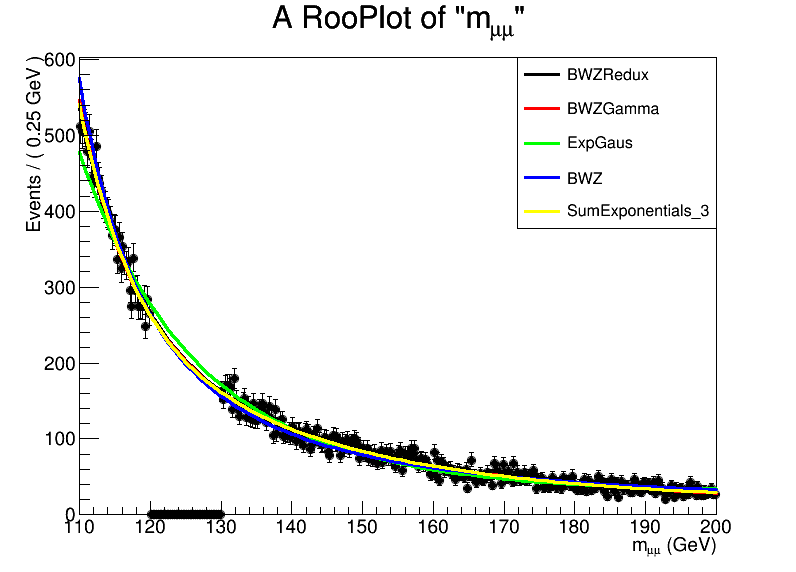 A RooPlot of "mμμ"
Events / ( 0.25 GeV )
600
500
400
300
200
100
0
110 120 130 140 150 160 170 180 190 200
mμμ (GeV)
BWZRedux
BWZGamma
ExpGaus
BWZ
SumExponentials_3